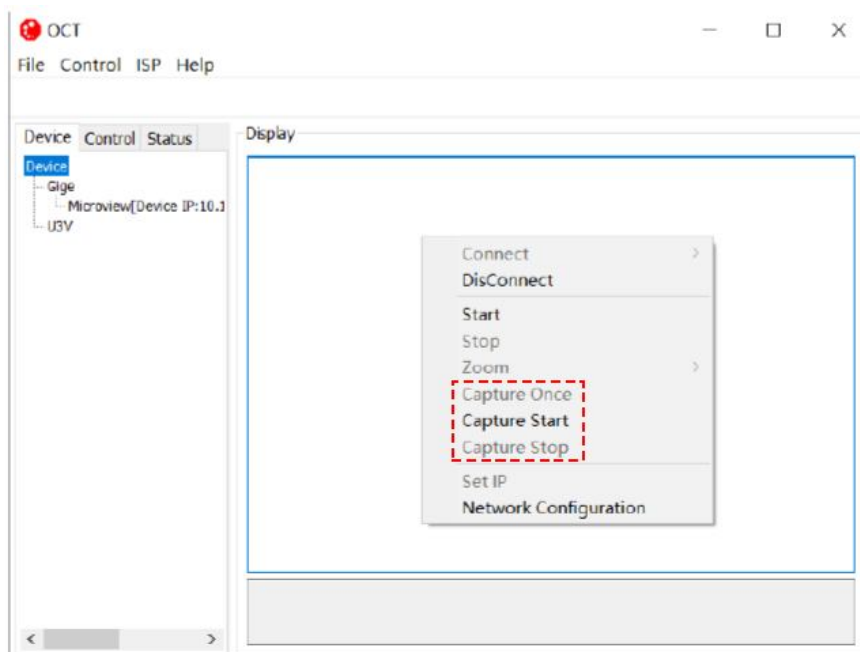 OCT
File Control ISP Help
Device Control Status
Display
Device
Gige
Microview[Device IP:10.1
U3V
Connect
DisConnect
Start
Stop
Zoom
Capture Once
Capture Start
Capture Stop
Set IP
Network Configuration